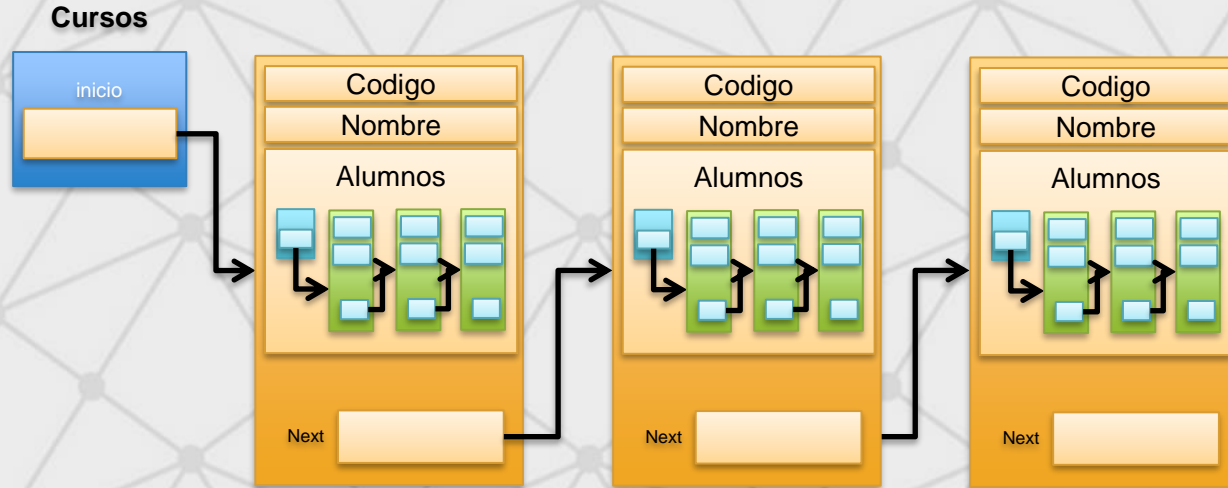 Cursos
inicio
Codigo
Nombre
Alumnos
Next
Codigo
Nombre
Alumnos
Next
Codigo
Nombre
Alumnos
Next